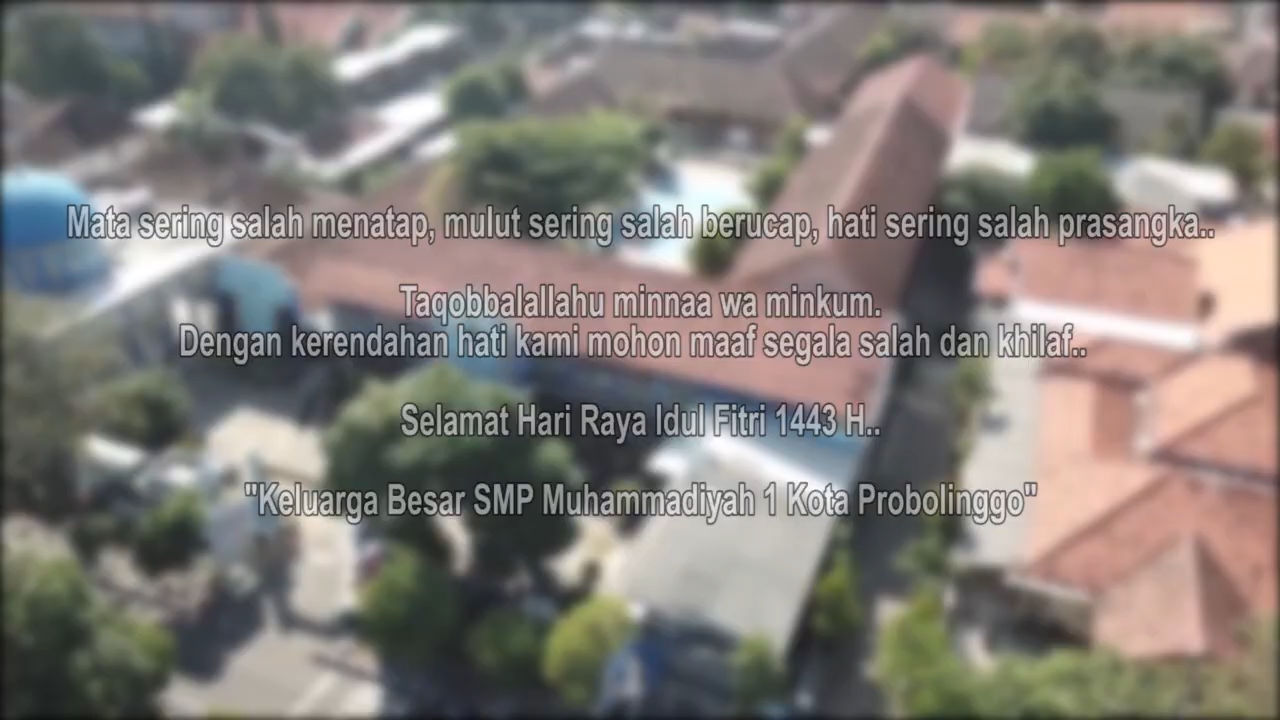 Mata sering salah menatap, mulut sering salah berucap, hati sering salah prasangka..
Taqobbalallahu minnaa wa minkum.
Dengan kerendahan hati kami mohon maaf segala salah dan khilaf..
Selamat Hari Raya Idul Fitri 1443 H..
"Keluarga Besar SMP Muhammadiyah 1 Kota Probolinggo"